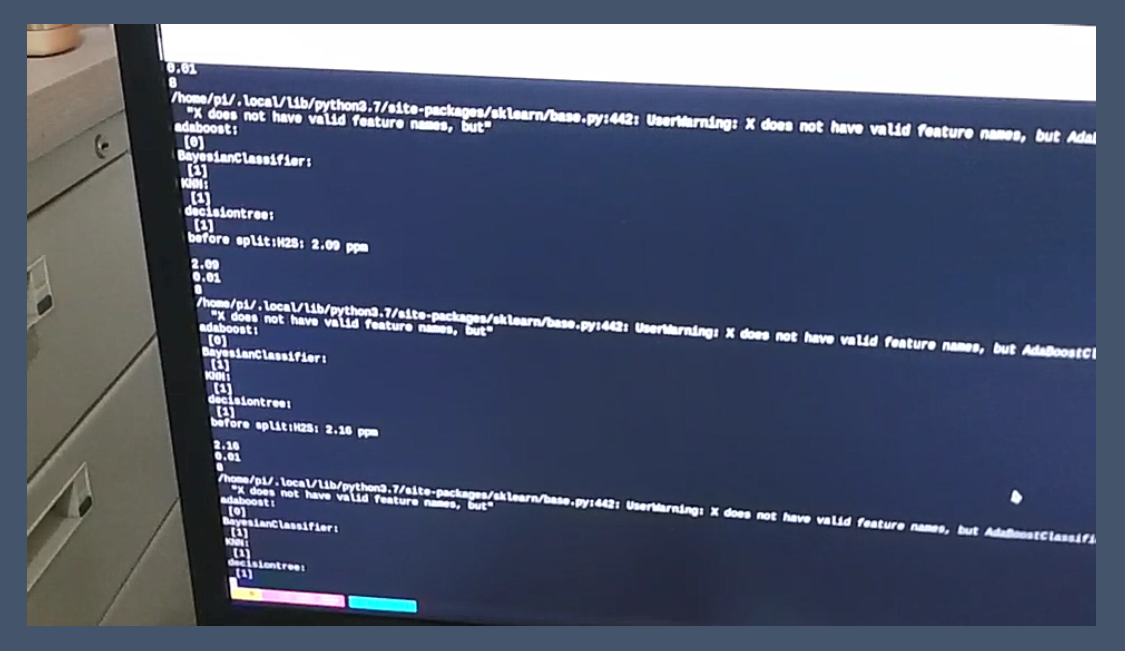 0.01
8
/home/pi/.local/lib/python3.7/site-packages/sklearn/base.py:442: UserWarning: X does not have valid feature names, but Ada
"X does not have valid feature names, but"
adaboost:
[0]
BayesianClassifier:
[1]
KNN:
[1]
decisiontree:
[1]
before split:H2S: 2.09 ppm
2.09
0.01
8
/home/pi/.local/lib/python3.7/site-packages/sklearn/base.py:442: UserWarning: X does not have valid feature names, but AdaBoostCl
"X does not have valid feature names, but"
adaboost:
[0]
BayesianClassifier:
[1]
KNN:
[1]
decisiontree:
[1]
before split:H2S: 2.16 ppm
2.16
0.01
8
/home/pi/.local/lib/python3.7/site-packages/sklearn/base.py:442: UserWarning: X does not have valid feature names, but AdaBoostClassifi
"X does not have valid feature names, but"
adaboost:
[0]
BayesianClassifier:
[1]
KNN:
[1]
decisiontree:
[1]